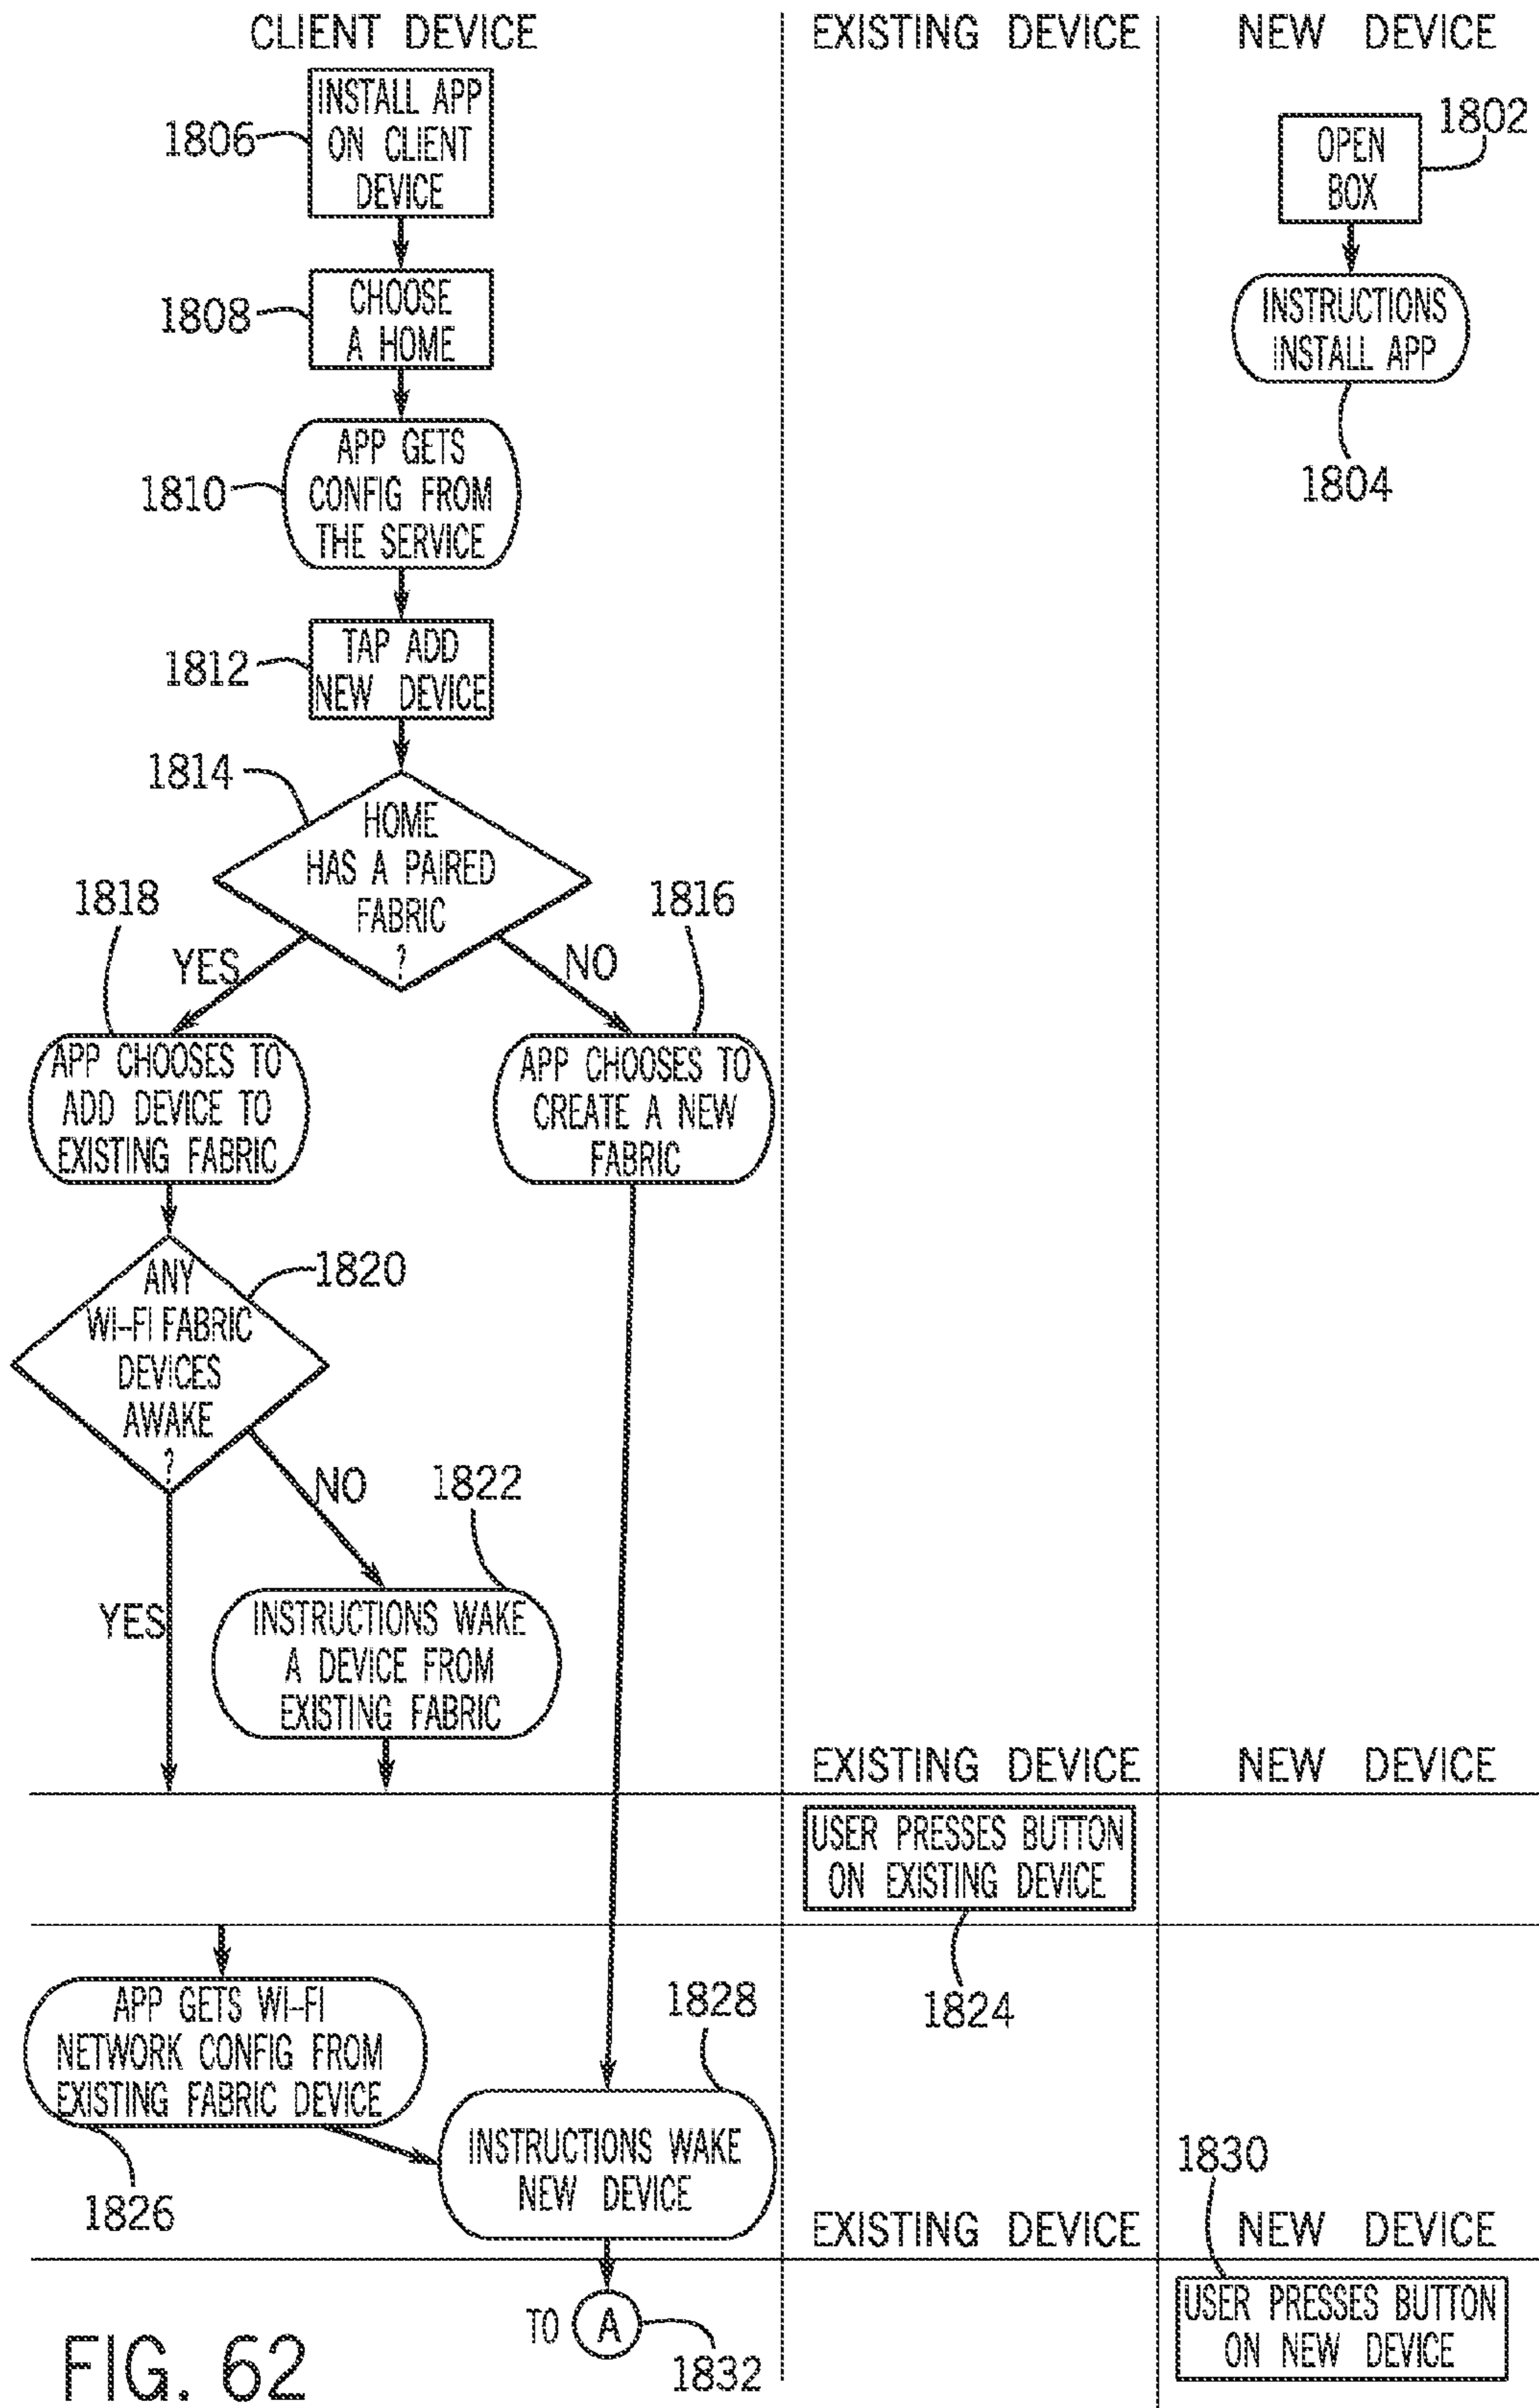 CLIENT DEVICE
EXISTING DEVICE
NEW DEVICE
INSTALL APP
ON CLIENT
DEVICE
1806
1802
OPEN
BOX
CHOOSE
A HOME
1808
INSTRUCTIONS
INSTALL APP
1804
APP GETS
CONFIG FROM
THE SERVICE
1810
TAP ADD
NEW DEVICE
1812
1814
HOME
HAS A PAIRED
FABRIC
?
1818
1816
YES
NO
APP CHOOSES TO
ADD DEVICE TO
EXISTING FABRIC
APP CHOOSES TO
CREATE A NEW
FABRIC
ANY
WI-FI FABRIC
DEVICES
AWAKE
?
1820
NO
1822
YES
INSTRUCTIONS WAKE
A DEVICE FROM
EXISTING FABRIC
EXISTING DEVICE
NEW DEVICE
USER PRESSES BUTTON
ON EXISTING DEVICE
1824
APP GETS WI-FI
NETWORK CONFIG FROM
EXISTING FABRIC DEVICE
1826
1828
INSTRUCTIONS WAKE
NEW DEVICE
1830
EXISTING DEVICE
NEW DEVICE
USER PRESSES BUTTON
ON NEW DEVICE
TO A
1832
FIG. 62